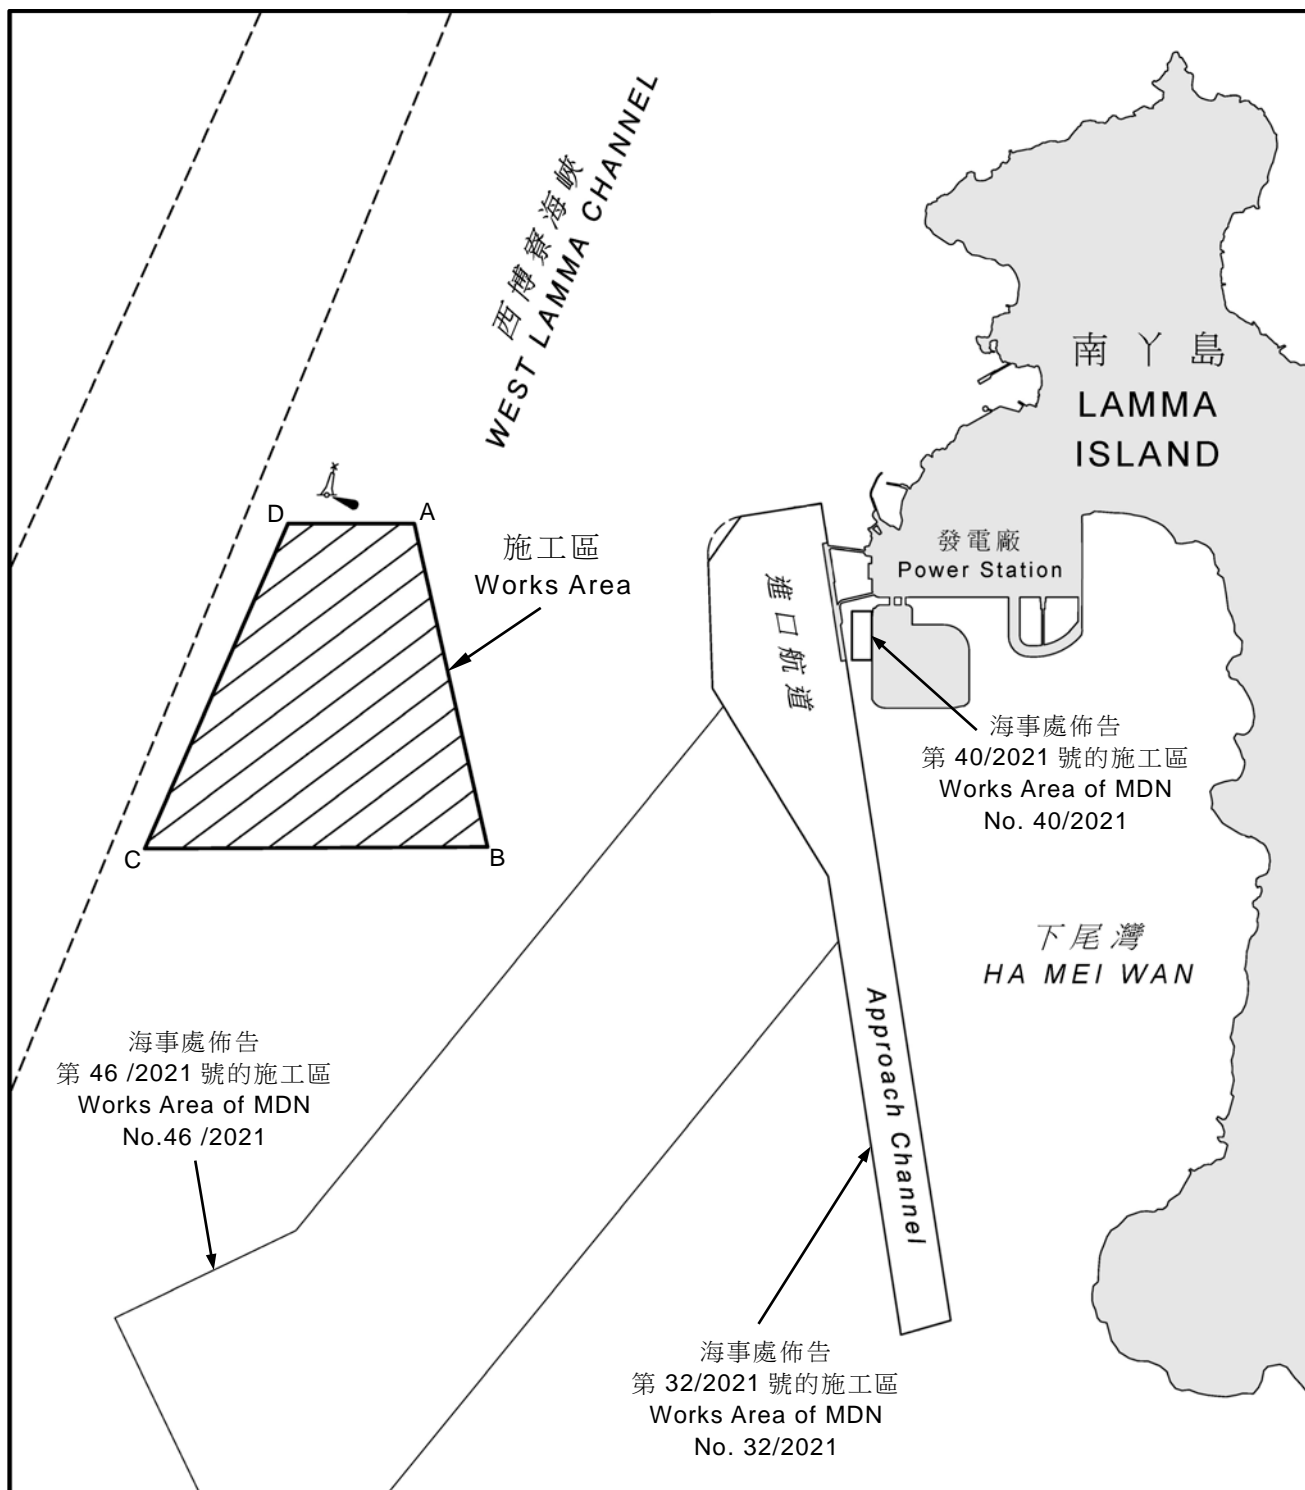 西博寮海峽
WEST LAMMA CHANNEL
南丫島
LAMMA
ISLAND
D
A
施工區
Works Area
發電廠
Power Station
進口航道
海事處佈告
第 40/2021 號的施工區
Works Area of MDN
No. 40/2021
C
B
下尾灣
HA MEI WAN
Approach Channel
海事處佈告
第 46 /2021 號的施工區
Works Area of MDN
No.46 /2021
海事處佈告
第 32/2021 號的施工區
Works Area of MDN
No. 32/2021